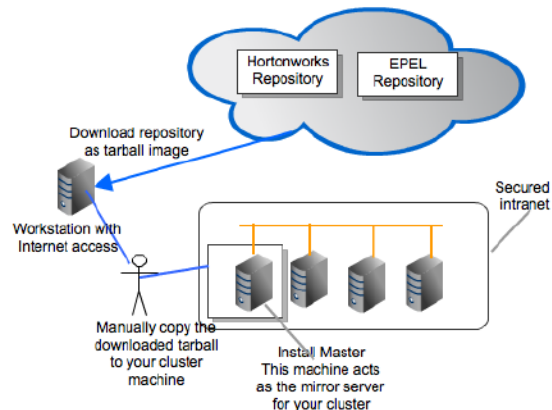 Hortonworks
Repository
EPEL
Repository
Download repository
as tarball image
Secured
intranet
Workstation with
Internet access
Manually copy the
downloaded tarball
to your cluster
machine
Install Master
This machine acts
as the mirror server
for your cluster